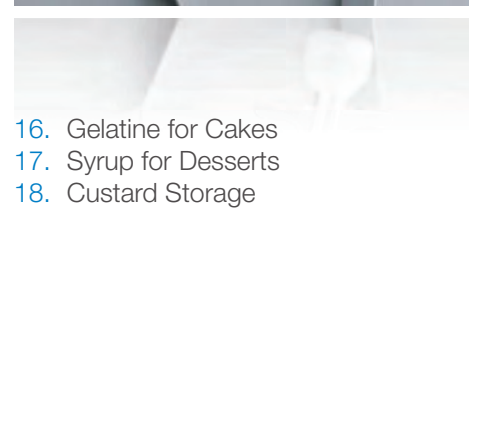 16. Gelatine for Cakes
17. Syrup for Desserts
18. Custard Storage